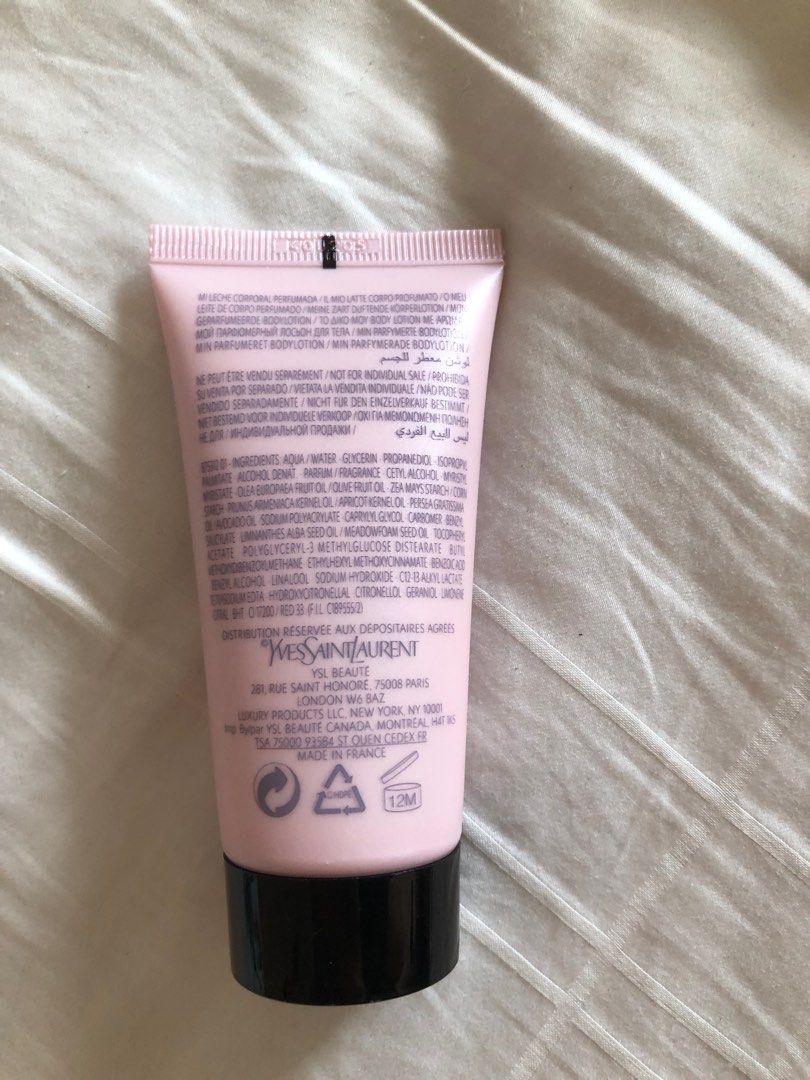 MI LECHE CORPORAL PERFUMADA / IL MIO LATTE CORPO PROFUMATO / O MEU
LEITE DE CORPO PERFUMADO / MEINE ZART DUFTENDE KÖRPERLOTION / MIJN
GEPARFUMEERDE BODYLOTION / ΤΟ ΔΙΚΟ ΜΟΥ BODY LOTION ΜΕ ΑΡΩΜΑ
МОЙ ПАРФЮМЕРНЫЙ ЛОСЬОН ДЛЯ ТЕЛА / MIN PARFYMERTE BODYLOTION /
MIN PARFUMERET BODYLOTION / MIN PARFYMERADE BODYLOTION /
لوشن معطر للجسم
NE PEUT ÊTRE VENDU SÉPARÉMENT / NOT FOR INDIVIDUAL SALE / PROHIBIDA
SU VENTA POR SEPARADO / VIETATA LA VENDITA INDIVIDUALE / NÃO PODE SER
VENDIDO SEPARADAMENTE / NICHT FÜR DEN EINZELVERKAUF BESTIMMT /
NIET BESTEMD VOOR INDIVIDUELE VERKOOP / ΟΧΙ ΓΙΑ ΜΕΜΟΝΩΜΕΝΗ ΠΩΛΗΣΗ
НЕ ДЛЯ / ИНДИВИДУАЛЬНОЙ ПРОДАЖИ / ليس للبيع الفردي
INGREDIENTS: AQUA / WATER · GLYCERIN · PROPANEDIOL · ISOPROPYL
PALMITATE · ALCOHOL DENAT. · PARFUM / FRAGRANCE · CETYL ALCOHOL · MYRISTYL
MYRISTATE · OLEA EUROPAEA FRUIT OIL / OLIVE FRUIT OIL · ZEA MAYS STARCH / CORN
STARCH · PRUNUS ARMENIACA KERNEL OIL / APRICOT KERNEL OIL · PERSEA GRATISSIMA
OIL / AVOCADO OIL · SODIUM POLYACRYLATE · CAPRYLYL GLYCOL · CARBOMER · BENZYL
SALICYLATE · LIMNANTHES ALBA SEED OIL / MEADOWFOAM SEED OIL · TOCOPHERYL
ACETATE · POLYGLYCERYL-3 METHYLGLUCOSE DISTEARATE · BUTYL
METHOXYDIBENZOYLMETHANE · ETHYLHEXYL METHOXYCINNAMATE · BENZOIC ACID
BENZYL ALCOHOL · LINALOOL · SODIUM HYDROXIDE · C12-13 ALKYL LACTATE
TETRASODIUM EDTA · HYDROXYCITRONELLAL · CITRONELLOL · GERANIOL · LIMONENE
CITRAL · BHT · CI 17200 / RED 33 (F.I.L. C189555/2)
DISTRIBUTION RÉSERVÉE AUX DÉPOSITAIRES AGRÉÉS
©YVESSAINTLAURENT
YSL BEAUTÉ
281, RUE SAINT HONORÉ, 75008 PARIS
LONDON W6 8AZ
LUXURY PRODUCTS LLC, NEW YORK, NY 10001
Imp by/par YSL BEAUTÉ CANADA, MONTRÉAL, H4T 1K5
TSA 75000 93584 ST OUEN CEDEX FR
MADE IN FRANCE
HDPE
12M